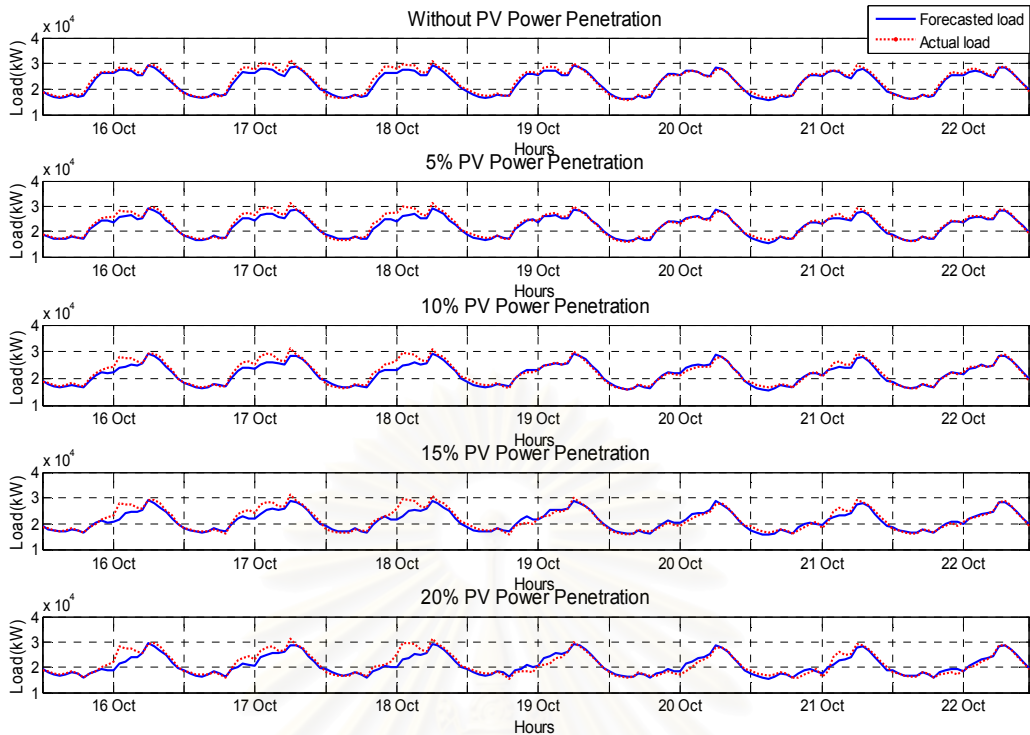 Without PV Power Penetration
Forecasted load
Actual load
x 10^4
Load(kW)
4
3
2
1
16 Oct 17 Oct 18 Oct 19 Oct 20 Oct 21 Oct 22 Oct
Hours
5% PV Power Penetration
x 10^4
Load(kW)
4
3
2
1
16 Oct 17 Oct 18 Oct 19 Oct 20 Oct 21 Oct 22 Oct
Hours
10% PV Power Penetration
x 10^4
Load(kW)
4
3
2
1
16 Oct 17 Oct 18 Oct 19 Oct 20 Oct 21 Oct 22 Oct
Hours
15% PV Power Penetration
x 10^4
Load(kW)
4
3
2
1
16 Oct 17 Oct 18 Oct 19 Oct 20 Oct 21 Oct 22 Oct
Hours
20% PV Power Penetration
x 10^4
Load(kW)
4
3
2
1
16 Oct 17 Oct 18 Oct 19 Oct 20 Oct 21 Oct 22 Oct
Hours